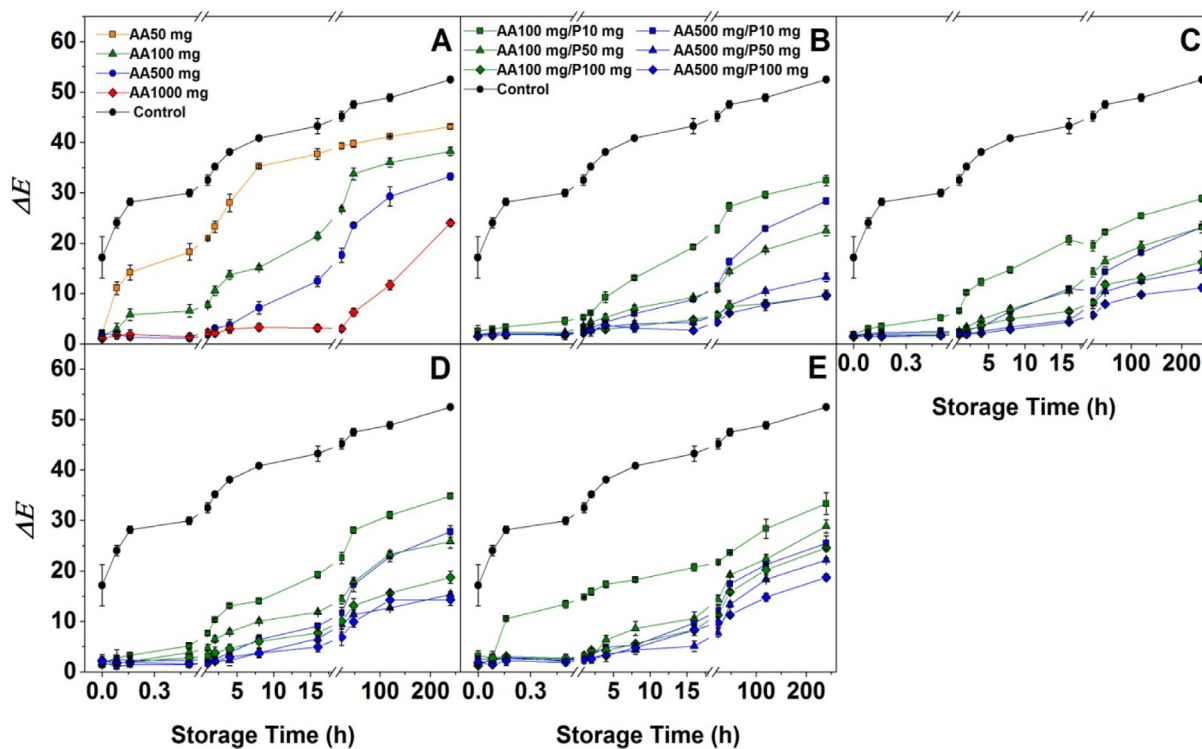 60
50
40
30
20
10
0
ΔE
A
AA50 mg
AA100 mg
AA500 mg
AA1000 mg
Control
B
AA100 mg/P10 mg AA500 mg/P10 mg
AA100 mg/P50 mg AA500 mg/P50 mg
AA100 mg/P100 mg AA500 mg/P100 mg
Control
C
0.0 0.3 5 10 15 100 200
Storage Time (h)
60
50
40
30
20
10
0
ΔE
D
0.0 0.3 5 10 15 100 200
Storage Time (h)
E
0.0 0.3 5 10 15 100 200
Storage Time (h)